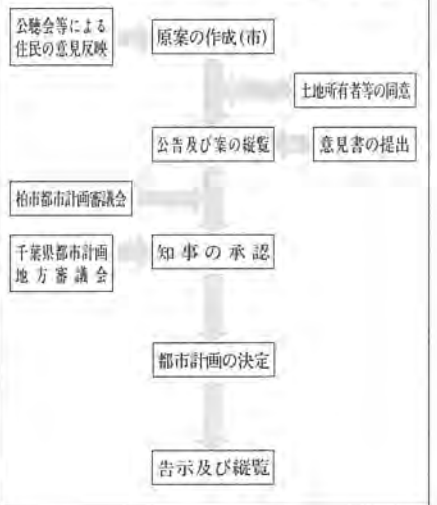 公聴会等による
住民の意見反映
原案の作成(市)
土地所有者等の同意
公告及び案の縦覧
意見書の提出
柏市都市計画審議会
千葉県都市計画
地方審議会
知事の承認
都市計画の決定
告示及び縦覧